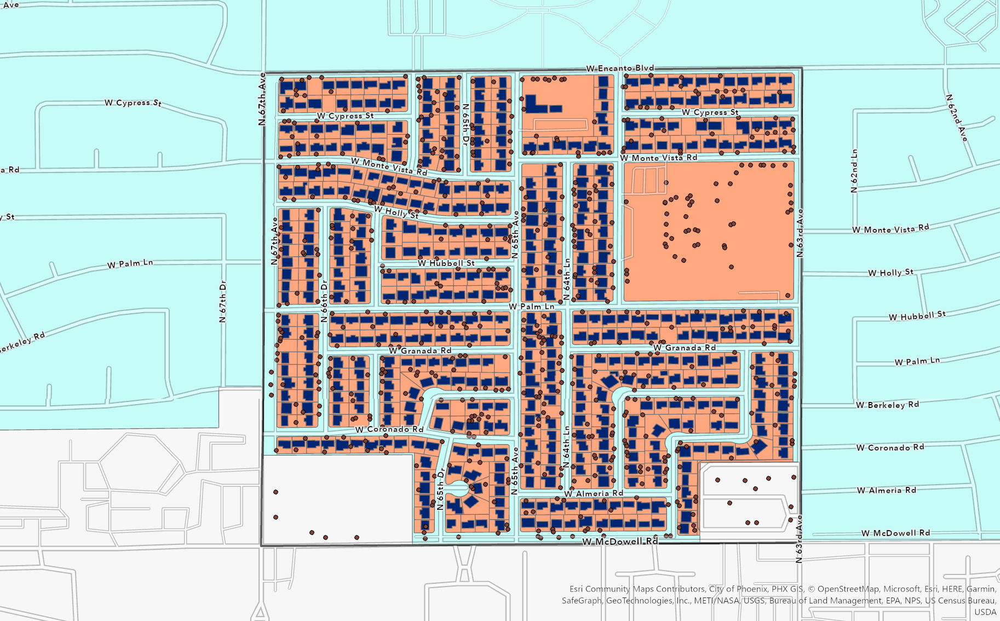 Ave
W Encanto Blvd
N 67th Ave
W Cypress St
N 62nd Ave
N 65th Dr
W Cypress St
W Cypress St
N 62nd Ln
a Rd
W Monte Vista Rd
W Monte Vista Rd
y St
W Holly St
N 67th Ave
N 65th Ave
N 63rd Ave
W Monte Vista Rd
W Palm Ln
W Hubbell St
N 64th Ln
W Holly St
N 67th Dr
N 66th Dr
W Palm Ln
W Hubbell St
Berkeley Rd
W Granada Rd
W Granada Rd
W Palm Ln
W Berkeley Rd
W Coronado Rd
N 64th Ln
W Coronado Rd
N 65th Dr
N 65th Ave
W Almeria Rd
W Almeria Rd
N 63rd Ave
W McDowell Rd
W McDowell Rd
Esri Community Maps Contributors, City of Phoenix, PHX GIS, © OpenStreetMap, Microsoft, Esri, HERE, Garmin,
SafeGraph, GeoTechnologies, Inc., METI/NASA, USGS, Bureau of Land Management, EPA, NPS, US Census Bureau,
USDA